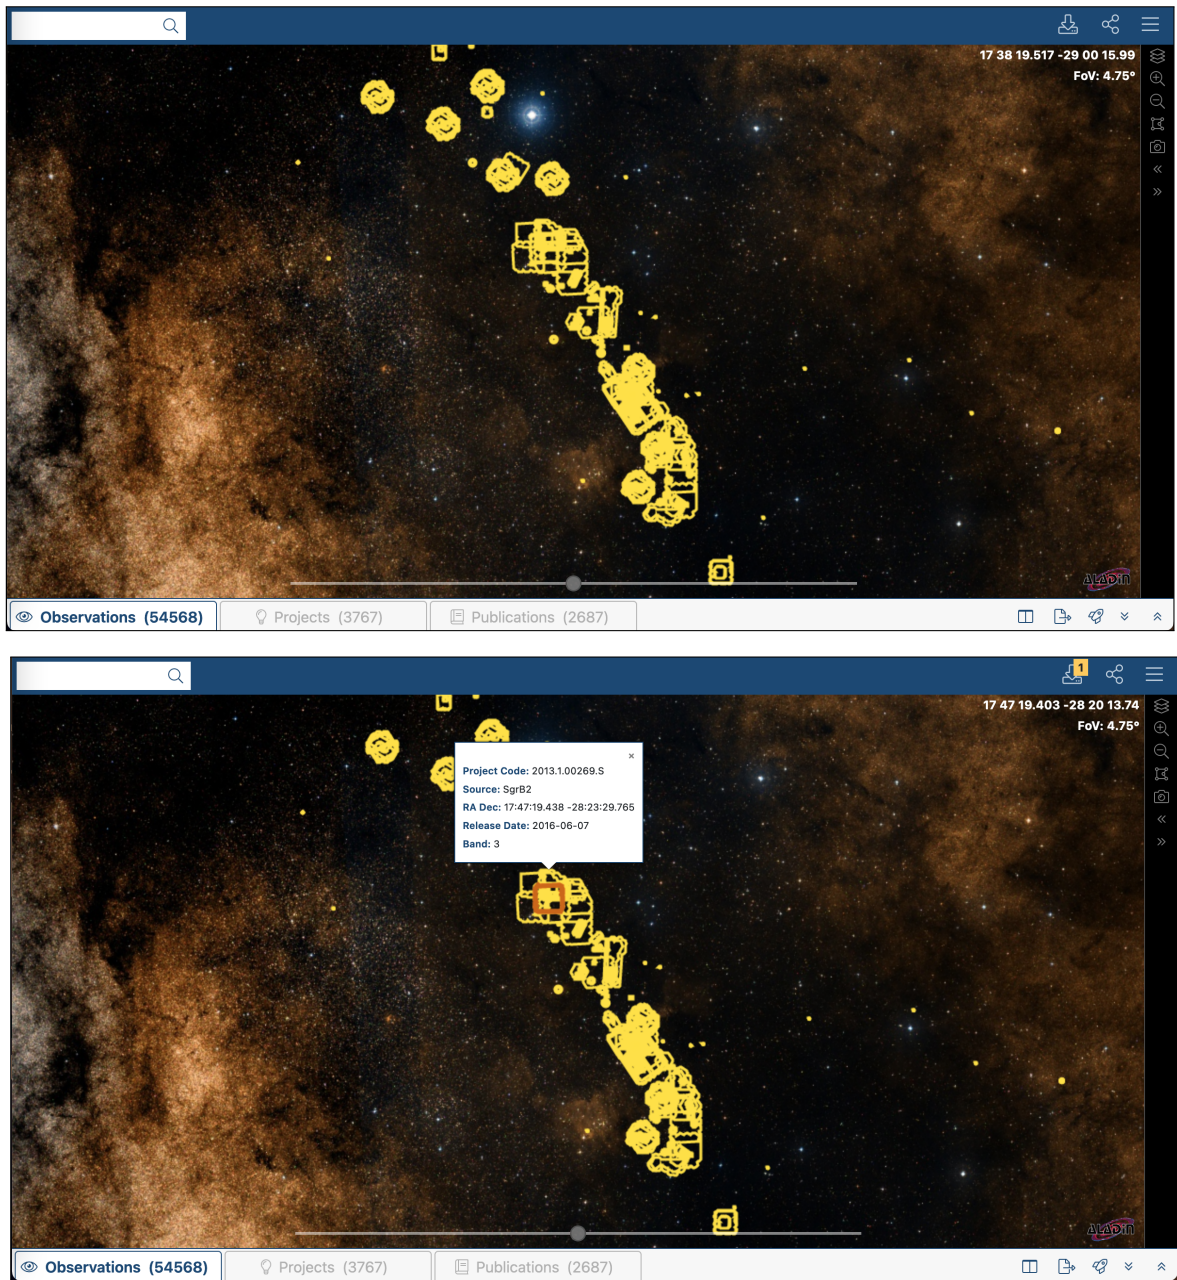 17 38 19.517 -29 00 15.99
FoV: 4.75°
ALADiN
Observations (54568)
Projects (3767)
Publications (2687)
1
17 47 19.403 -28 20 13.74
FoV: 4.75°
×
Project Code: 2013.1.00269.S
Source: SgrB2
RA Dec: 17:47:19.438 -28:23:29.765
Release Date: 2016-06-07
Band: 3
ALADiN
Observations (54568)
Projects (3767)
Publications (2687)